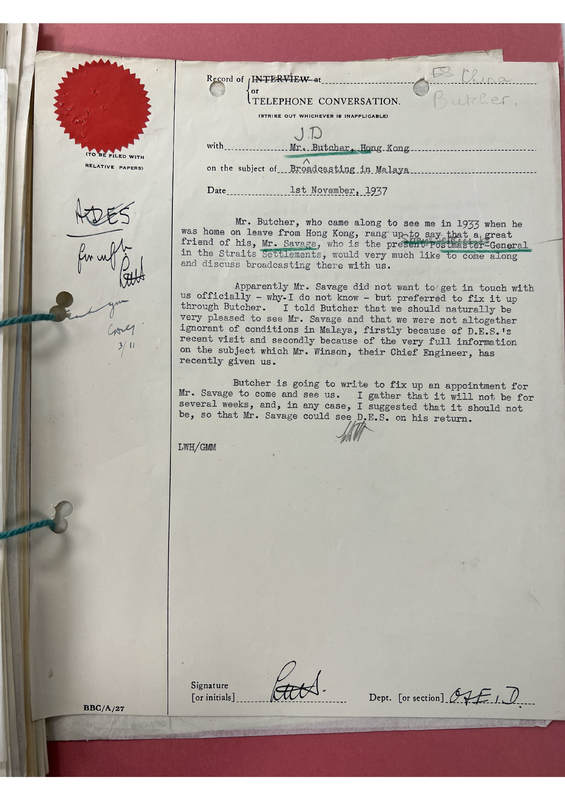 Record of INTERVIEW at
or
TELEPHONE CONVERSATION.
(STRIKE OUT WHICHEVER IS INAPPLICABLE)
China
Butcher.
(TO BE FILED WITH
RELATIVE PAPERS)
ADES
J D
with Mr. Butchar, Hong Kong
on the subject of Broadcasting in Malaya
Date 1st November, 1937
Mr. Butcher, who came along to see me in 1933 when he
was home on leave from Hong Kong, rang up to say that a great
friend of his, Mr. Savage, who is the present Postmaster-General
in the Straits Settlements, would very much like to come along
and discuss broadcasting there with us.
Apparently Mr. Savage did not want to get in touch with
us officially - why I do not know - but preferred to fix it up
through Butcher. I told Butcher that we should naturally be
very pleased to see Mr. Savage and that we were not altogether
ignorant of conditions in Malaya, firstly because of D.E.S.'s
recent visit and secondly because of the very full information
on the subject which Mr. Winson, their Chief Engineer, has
recently given us.
3/11
Butcher is going to write to fix up an appointment for
Mr. Savage to come and see us. I gather that it will not be for
several weeks, and, in any case, I suggested that it should not
be, so that Mr. Savage could see D.E.S. on his return.
LWH/GMM
Signature
[or initials]
Dept. [or section]
BBC/A/27